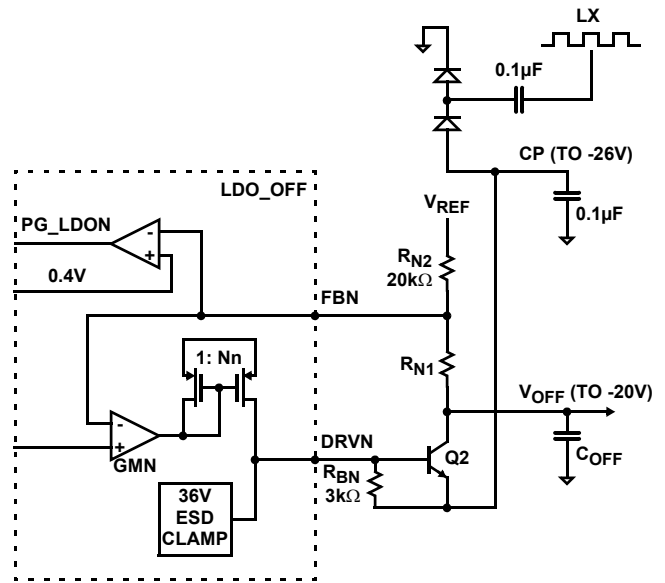 LX
0.1µF
CP (TO -26V)
0.1µF
LDO_OFF
PG_LDON
-
+
0.4V
VREF
RN2
20kΩ
FBN
RN1
1: Nn
VOFF (TO -20V)
-
+
GMN
DRVN
Q2
COFF
RBN
3kΩ
36V
ESD
CLAMP